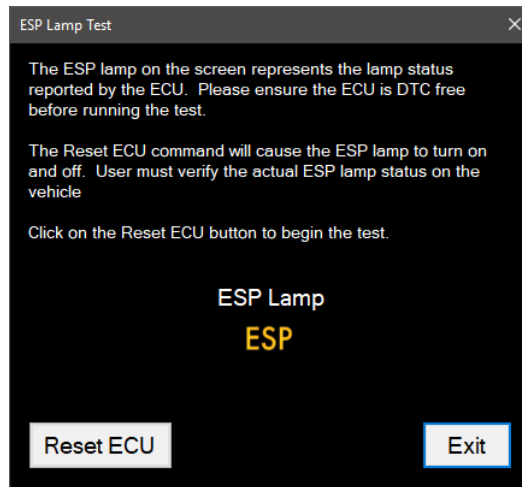 ESP Lamp Test
The ESP lamp on the screen represents the lamp status
reported by the ECU.  Please ensure the ECU is DTC free
before running the test.
The Reset ECU command will cause the ESP lamp to turn on
and off.  User must verify the actual ESP lamp status on the
vehicle
Click on the Reset ECU button to begin the test.
ESP Lamp
ESP
Reset ECU
Exit